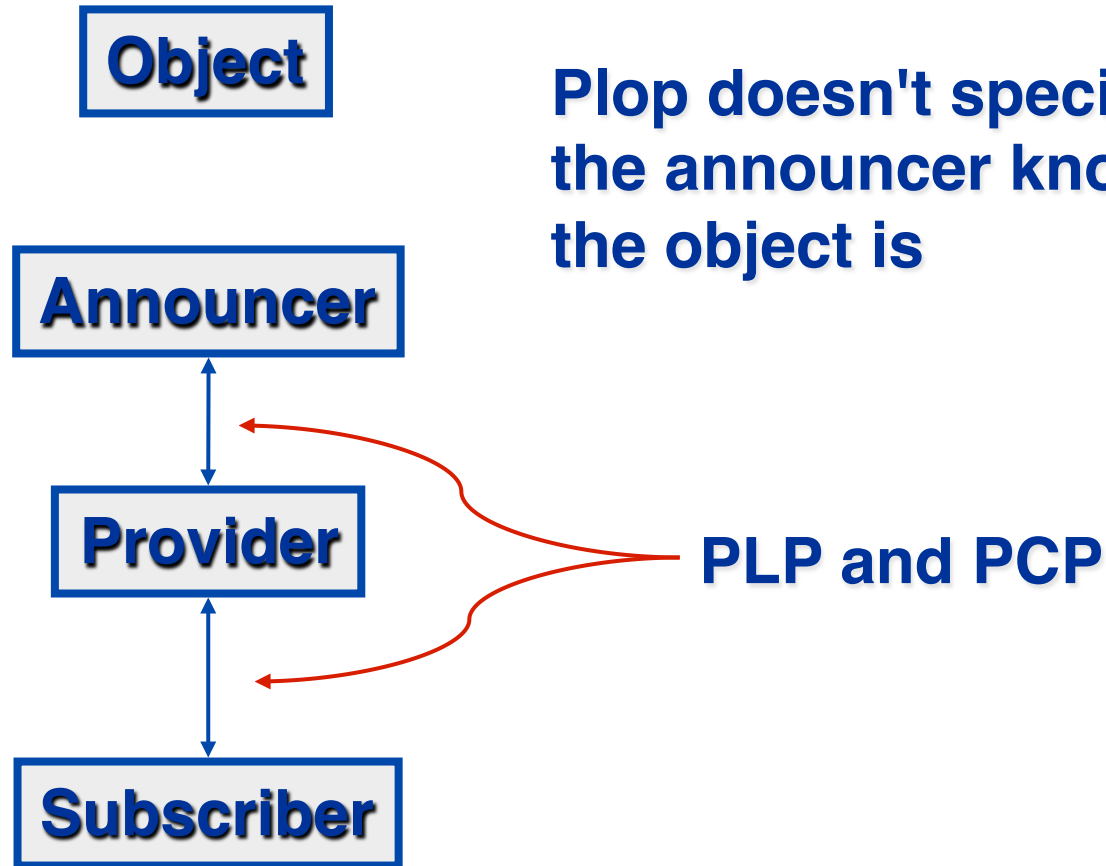 Object
Plop doesn't speci
the announcer kno
the object is
Announcer
Provider
PLP and PCP
Subscriber